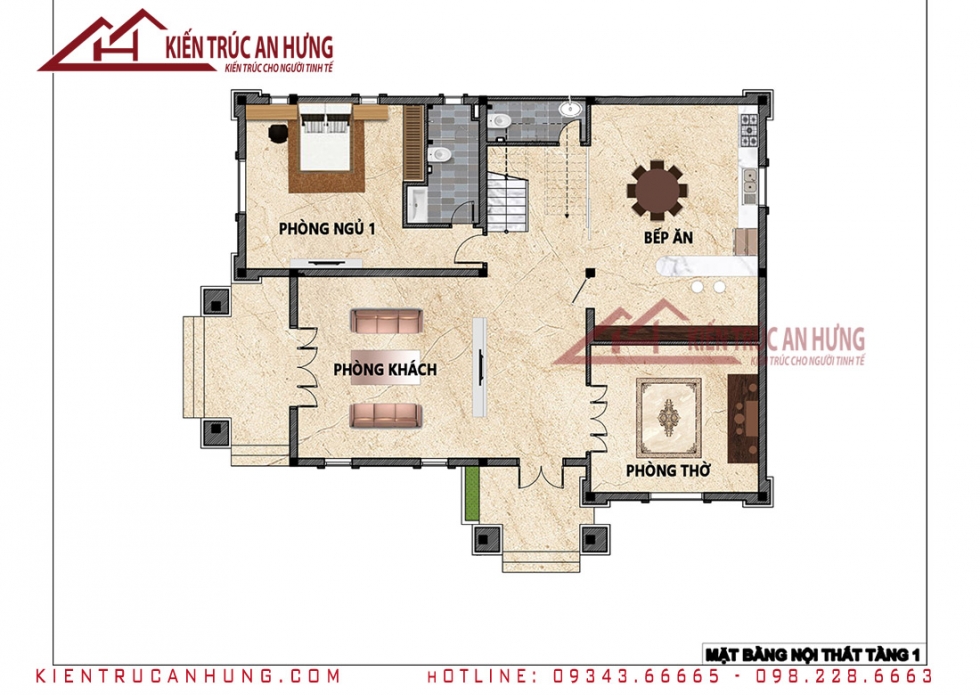 KIẾN TRÚC AN HƯNG
KIẾN TRÚC CHO NGƯỜI TINH TẾ
PHÒNG NGỦ 1
BẾP ĂN
KIẾN TRÚC AN HƯNG
KIẾN TRÚC CHO NGƯỜI TINH TẾ
PHÒNG KHÁCH
PHÒNG THỜ
MẶT BẰNG NỘI THẤT TẦNG 1
KIENTRUCANHUNG.COM HOTLINE: 09343.66665 - 098.228.6663